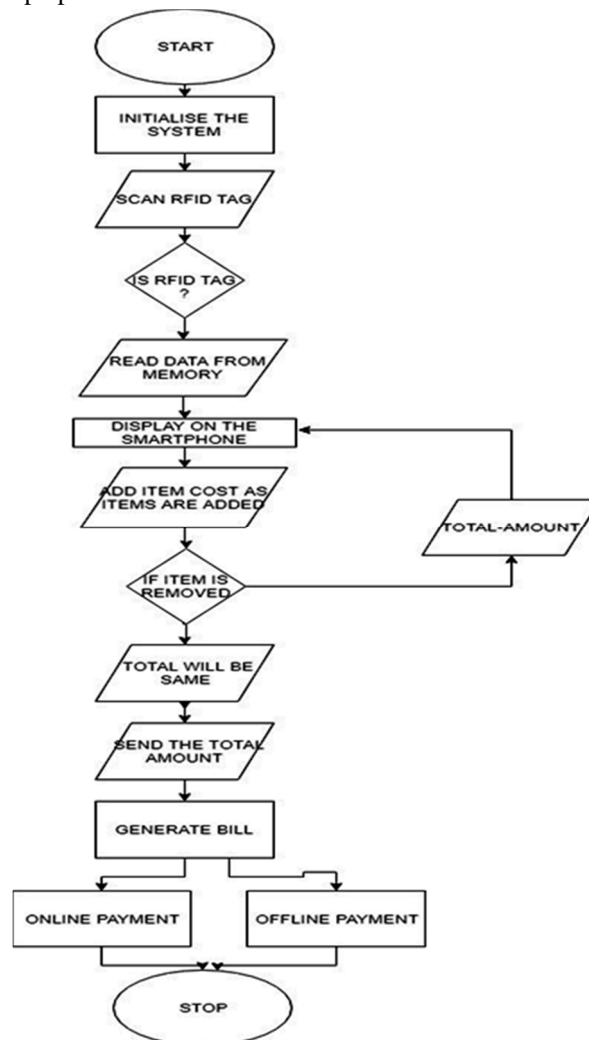 START
INITIALISE THE
SYSTEM
SCAN RFID TAG
IS RFID TAG
?
READ DATA FROM
MEMORY
DISPLAY ON THE
SMARTPHONE
ADD ITEM COST AS
ITEMS ARE ADDED
TOTAL-AMOUNT
IF ITEM IS
REMOVED
TOTAL WILL BE
SAME
SEND THE TOTAL
AMOUNT
GENERATE BILL
ONLINE PAYMENT
OFFLINE PAYMENT
STOP